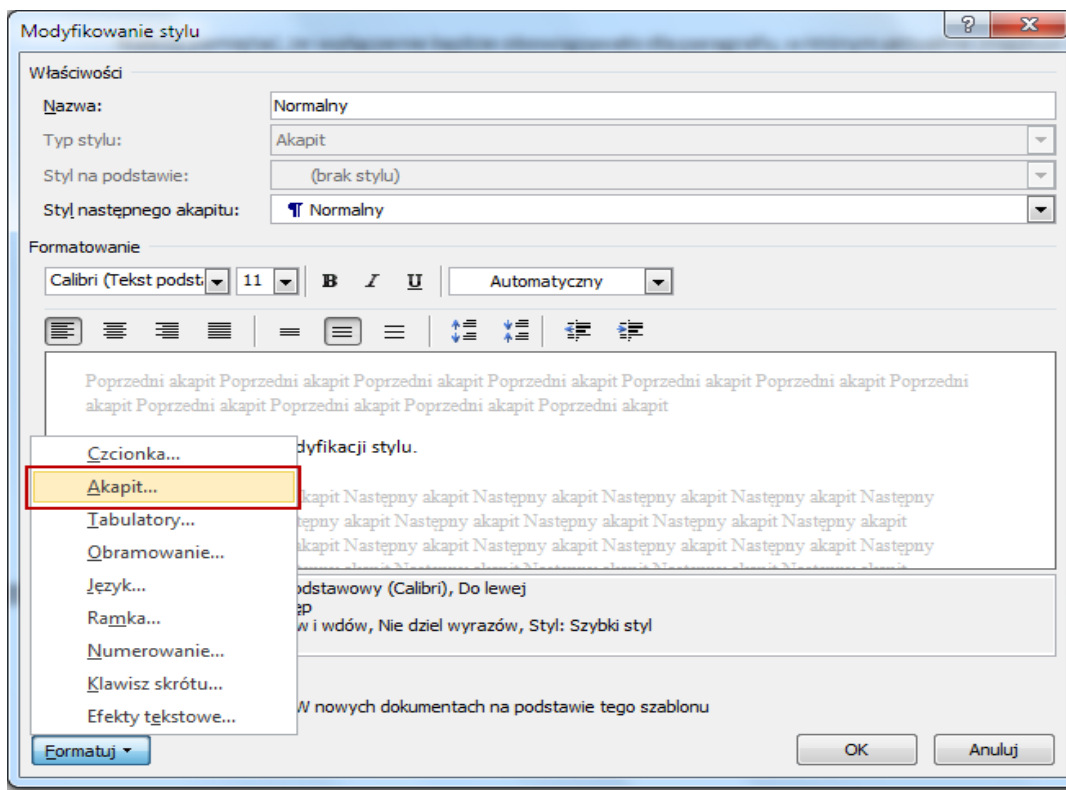 Modyfikowanie stylu
Właściwości
Nazwa: Normalny
Typ stylu: Akapit
Styl na podstawie: (brak stylu)
Styl następnego akapitu: ¶ Normalny
Formatowanie
Calibri (Tekst podst. 11 B I U Automatyczny
Poprzedni akapit Poprzedni akapit Poprzedni akapit Poprzedni akapit Poprzedni akapit Poprzedni akapit Poprzedni
akapit Poprzedni akapit Poprzedni akapit Poprzedni akapit Poprzedni akapit
dyfikacji stylu.
kapit Następny akapit Następny akapit Następny akapit Następny akapit Następny
tępny akapit Następny akapit Następny akapit Następny akapit Następny akapit
akapit Następny akapit Następny akapit Następny akapit Następny akapit Następny
odstawowy (Calibri), Do lewej
ęp
w i wdów, Nie dziel wyrazów, Styl: Szybki styl
W nowych dokumentach na podstawie tego szablonu
Czcionka...
Akapit...
Tabulatory...
Obramowanie...
Język...
Ramka...
Numerowanie...
Klawisz skrótu...
Efekty tekstowe...
Formatuj
OK
Anuluj